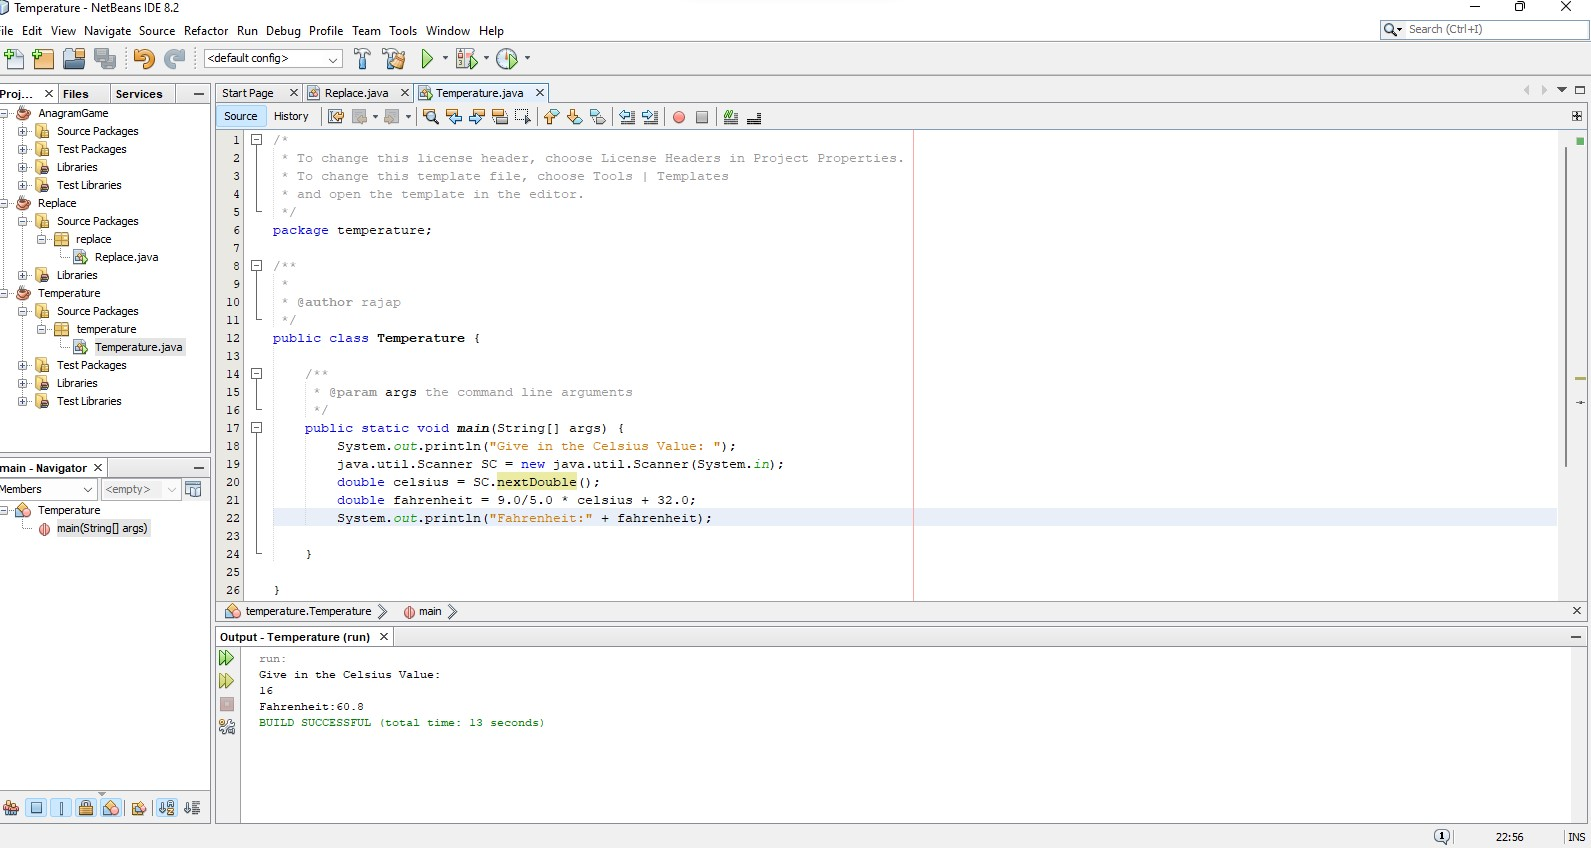 Temperature - NetBeans IDE 8.2
ile Edit View Navigate Source Refactor Run Debug Profile Team Tools Window Help
Search (Ctrl+I)
<default config>
Proj... Files Services
AnagramGame
Source Packages
Test Packages
Libraries
Test Libraries
Replace
Source Packages
replace
Replace.java
Libraries
Temperature
Source Packages
temperature
Temperature.java
Test Packages
Libraries
Test Libraries
main - Navigator
Members <empty>
Temperature
main(String[] args)
Start Page Replace.java Temperature.java
Source History
1 /*
2 * To change this license header, choose License Headers in Project Properties.
3 * To change this template file, choose Tools | Templates
4 * and open the template in the editor.
5 */
6 package temperature;
7
8 /**
9 *
10 * @author rajap
11 */
12 public class Temperature {
13
14 /**
15 * @param args the command line arguments
16 */
17 public static void main(String[] args) {
18 System.out.println("Give in the Celsius Value: ");
19 java.util.Scanner SC = new java.util.Scanner(System.in);
20 double celsius = SC.nextDouble();
21 double fahrenheit = 9.0/5.0 * celsius + 32.0;
22 System.out.println("Fahrenheit:" + fahrenheit);
23
24 }
25
26 }
temperature.Temperature main
Output - Temperature (run)
run:
Give in the Celsius Value:
16
Fahrenheit:60.8
BUILD SUCCESSFUL (total time: 13 seconds)
1 22:56 INS